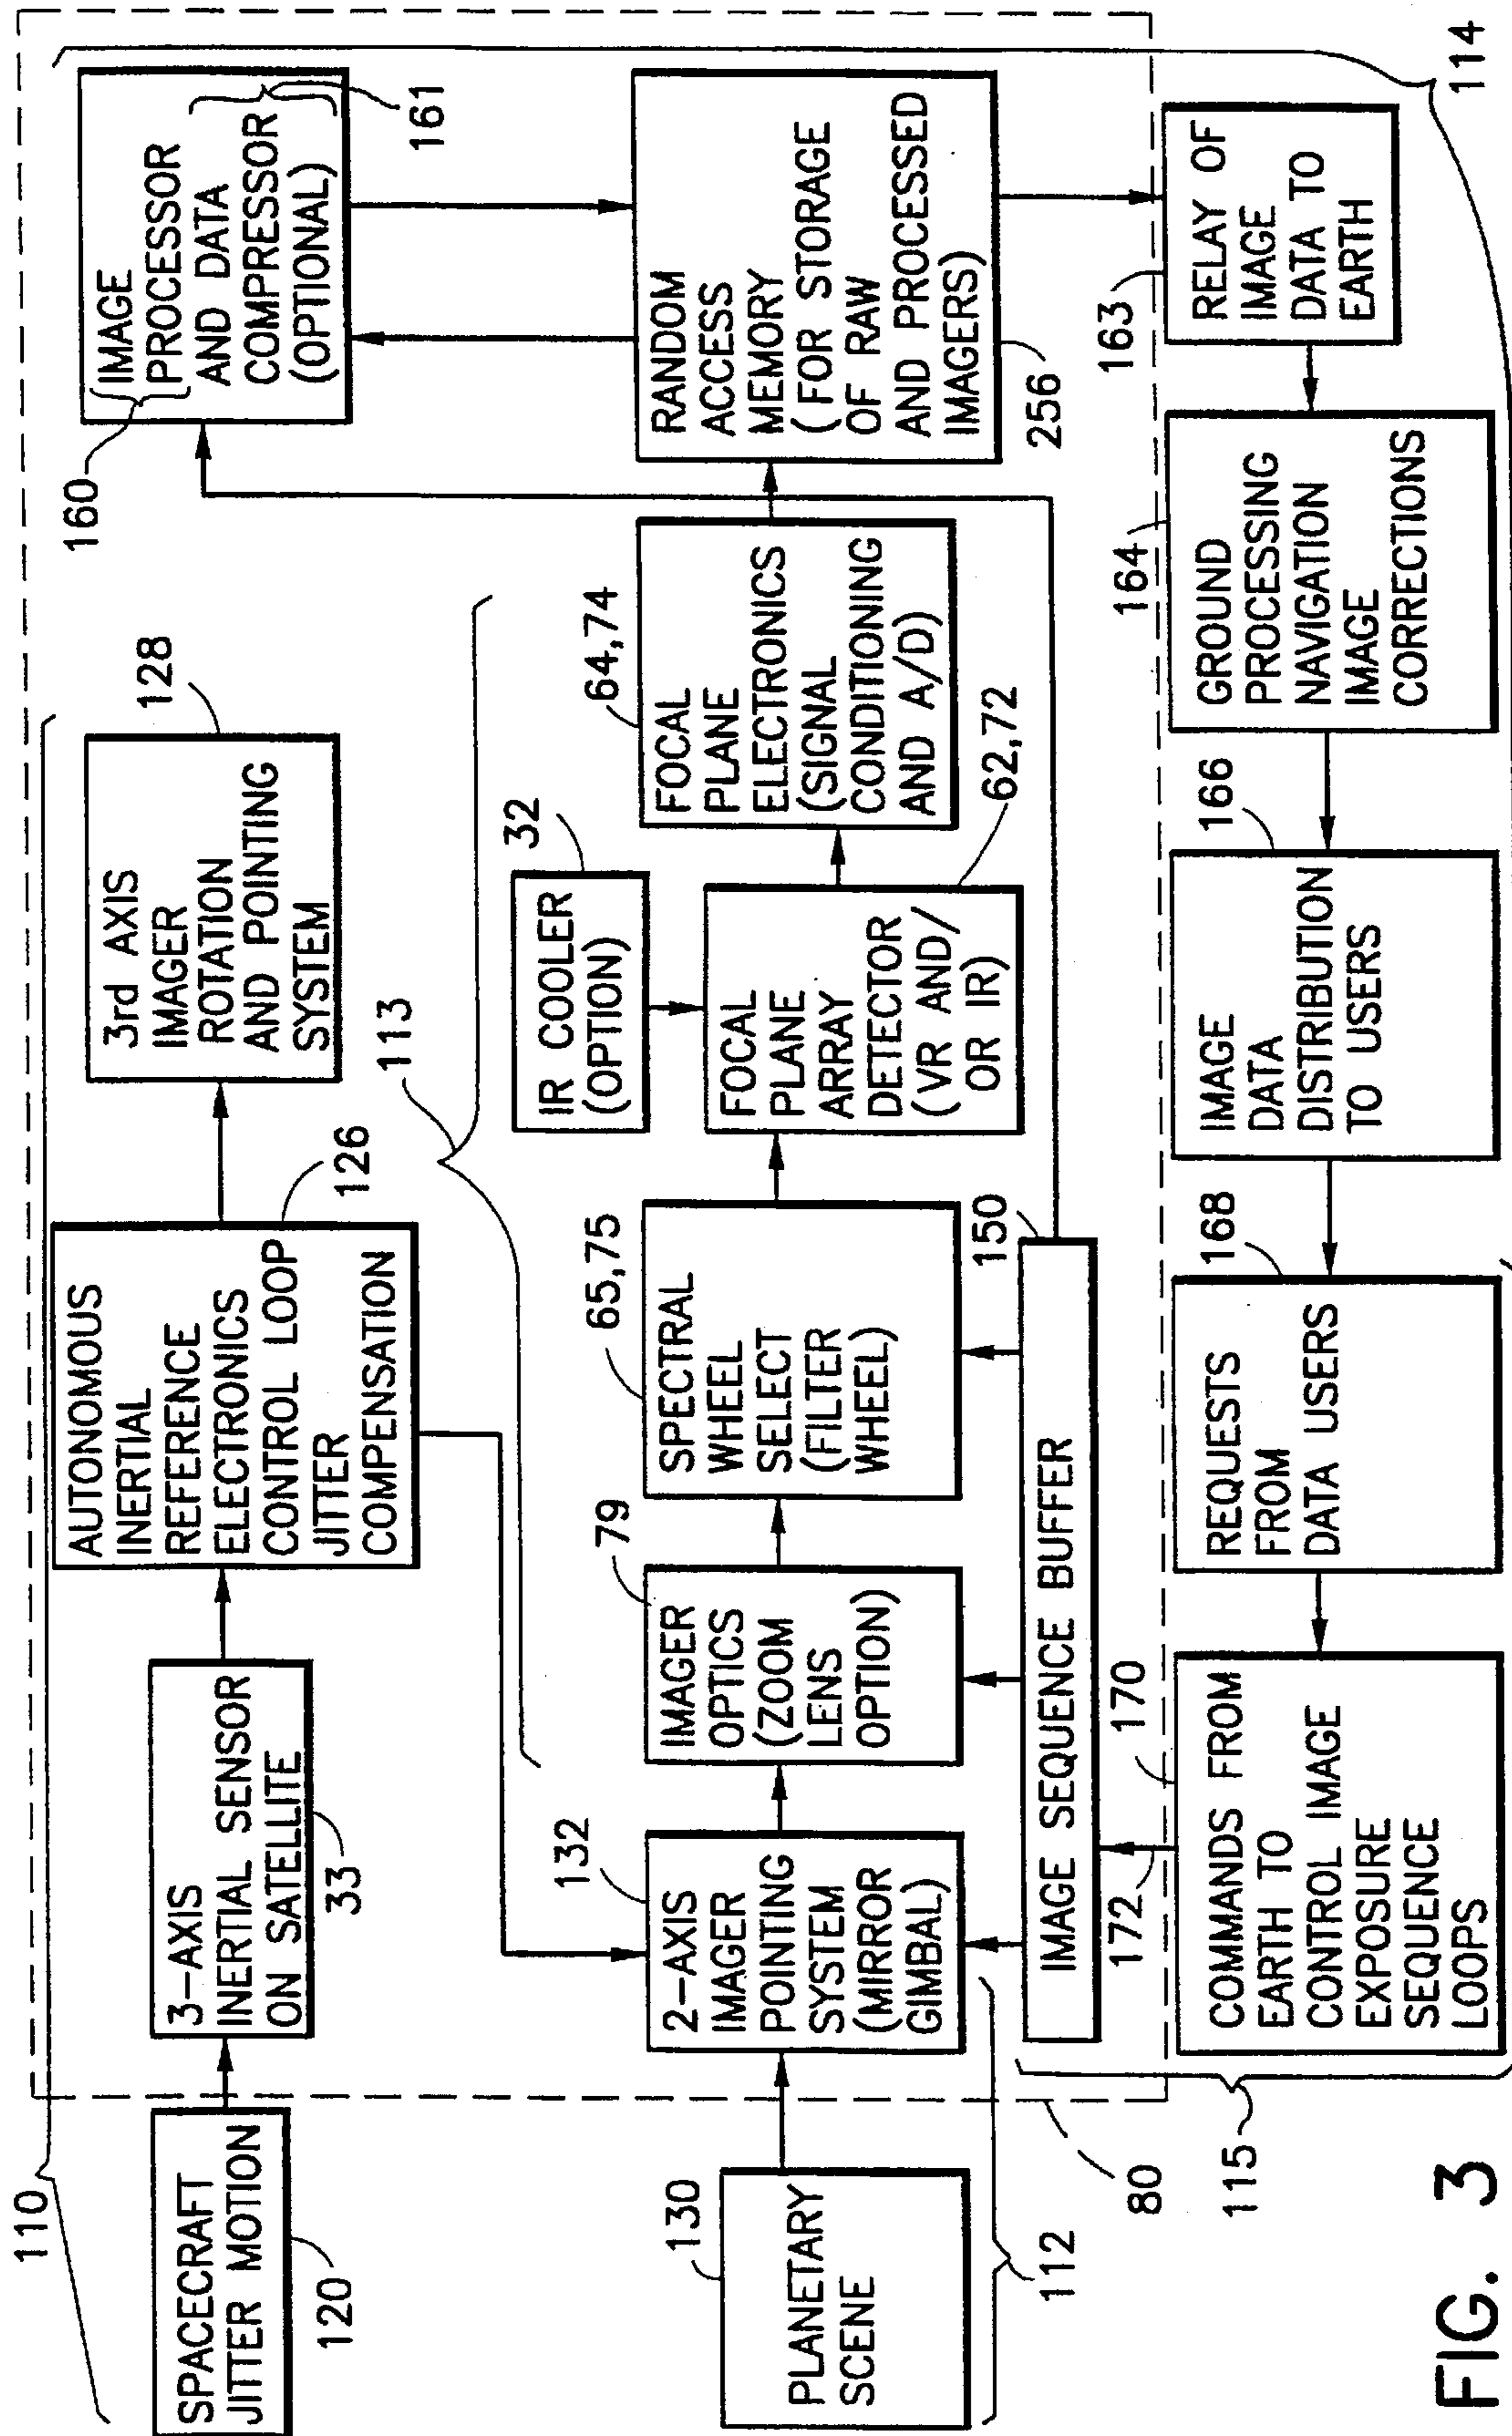 110
SPACECRAFT
JITTER MOTION
120
3-AXIS
INERTIAL SENSOR
ON SATELLITE
33
AUTONOMOUS
INERTIAL
REFERENCE
ELECTRONICS
CONTROL LOOP
JITTER
COMPENSATION
126
3rd AXIS
IMAGER
ROTATION
AND POINTING
SYSTEM
128
113
160
IMAGE
PROCESSOR
AND DATA
COMPRESSOR
(OPTIONAL)
161
130
PLANETARY
SCENE
112
132
2-AXIS
IMAGER
POINTING
SYSTEM
(MIRROR
GIMBAL)
79
IMAGER
OPTICS
(ZOOM
LENS
OPTION)
65,75
SPECTRAL
WHEEL
SELECT
(FILTER
WHEEL)
32
IR COOLER
(OPTION)
FOCAL
PLANE
ARRAY
DETECTOR
(VR AND/
OR IR)
62,72
64,74
FOCAL
PLANE
ELECTRONICS
(SIGNAL
CONDITIONING
AND A/D)
RANDOM
ACCESS
MEMORY
(FOR STORAGE
OF RAW
AND PROCESSED
IMAGERS)
256
150
IMAGE SEQUENCE BUFFER
80
115
172
170
COMMANDS FROM
EARTH TO
CONTROL IMAGE
EXPOSURE
SEQUENCE
LOOPS
168
REQUESTS
FROM
DATA USERS
166
IMAGE
DATA
DISTRIBUTION
TO USERS
164
GROUND
PROCESSING
NAVIGATION
IMAGE
CORRECTIONS
163
RELAY OF
IMAGE
DATA TO
EARTH
114
FIG. 3